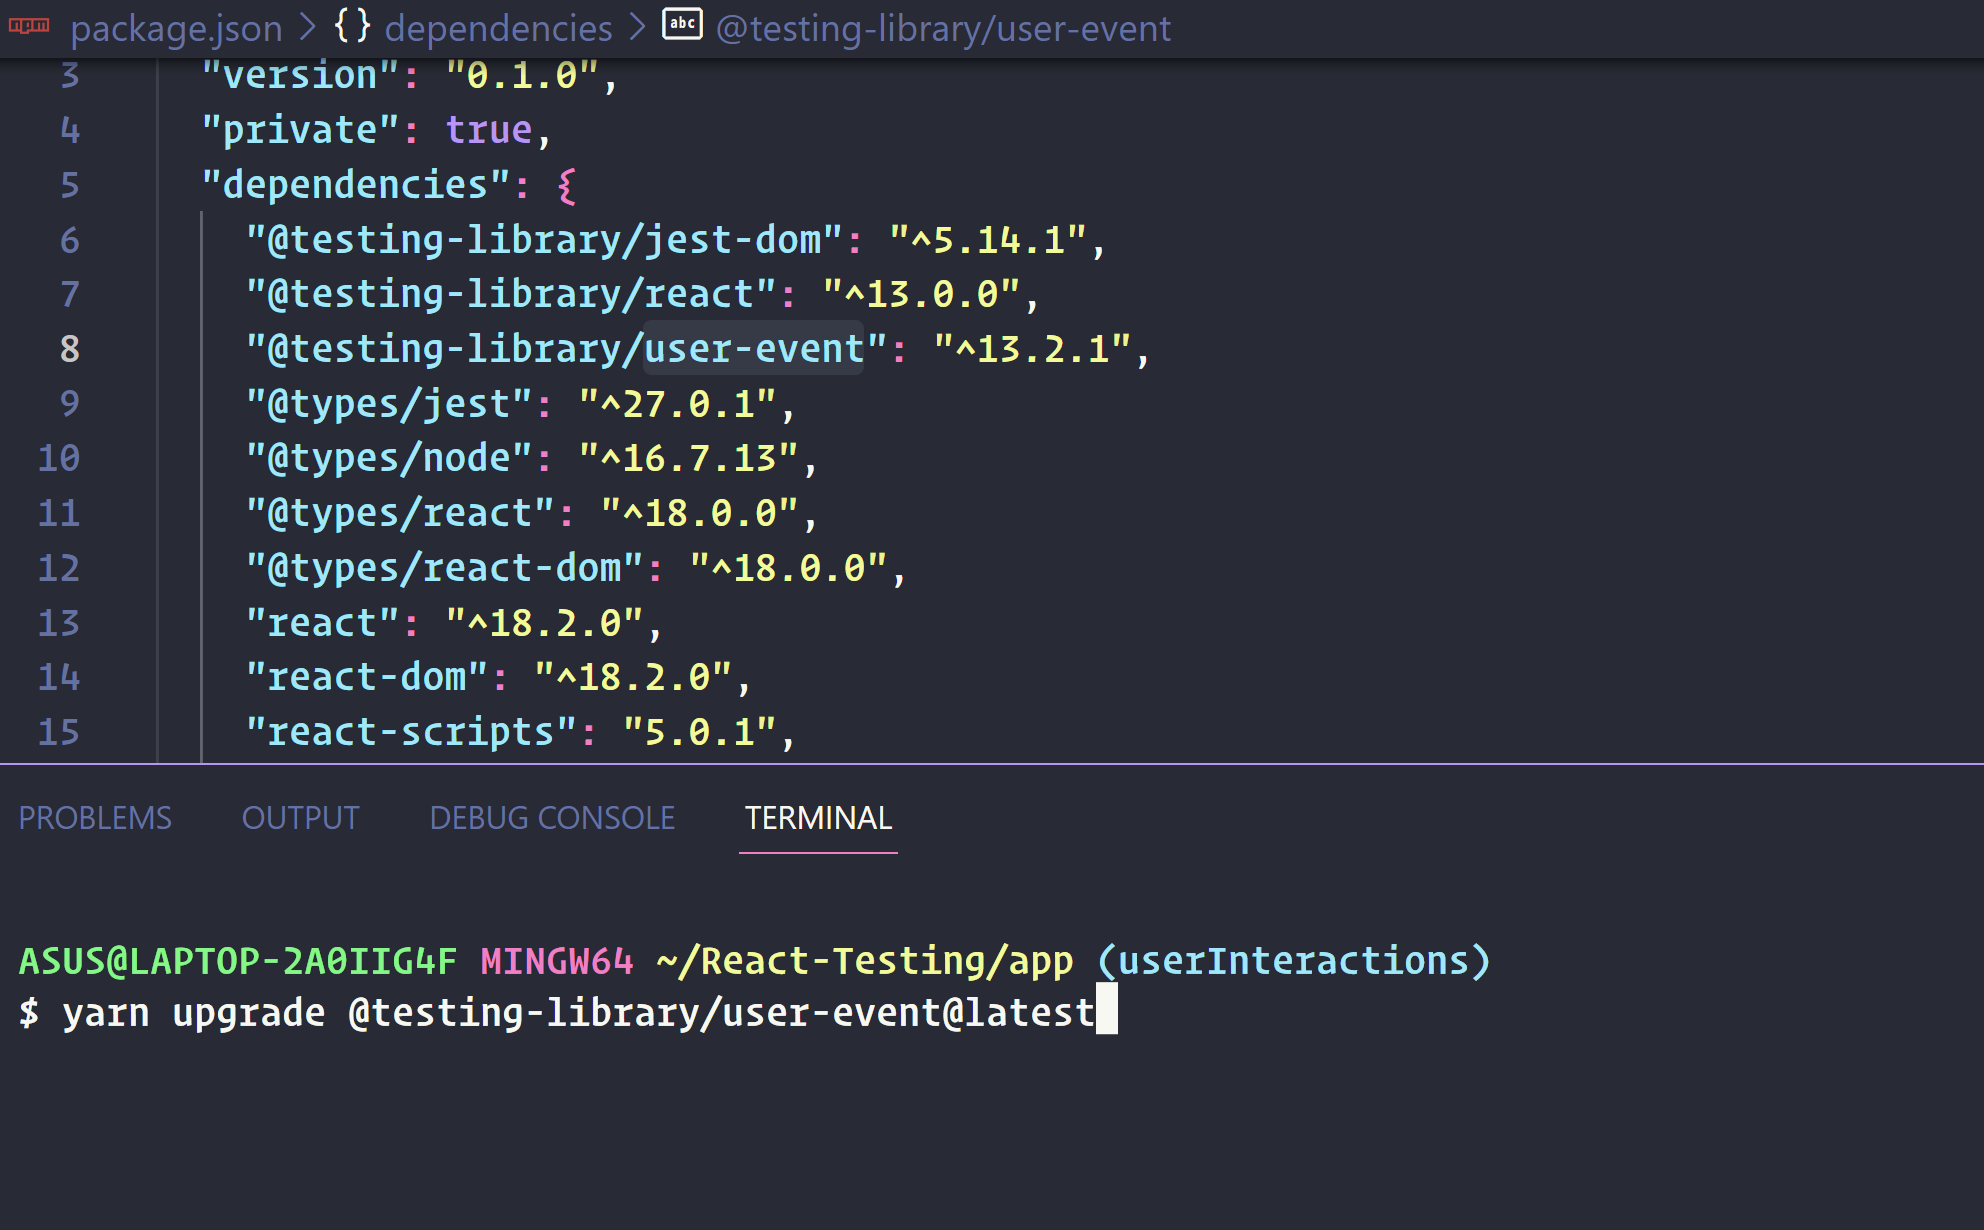 npm package.json > {} dependencies > abc @testing-library/user-event
3 "version": "0.1.0",
4 "private": true,
5 "dependencies": {
6 "@testing-library/jest-dom": "^5.14.1",
7 "@testing-library/react": "^13.0.0",
8 "@testing-library/user-event": "^13.2.1",
9 "@types/jest": "^27.0.1",
10 "@types/node": "^16.7.13",
11 "@types/react": "^18.0.0",
12 "@types/react-dom": "^18.0.0",
13 "react": "^18.2.0",
14 "react-dom": "^18.2.0",
15 "react-scripts": "5.0.1",
PROBLEMS OUTPUT DEBUG CONSOLE TERMINAL
ASUS@LAPTOP-2A0IIG4F MINGW64 ~/React-Testing/app (userInteractions)
$ yarn upgrade @testing-library/user-event@latest